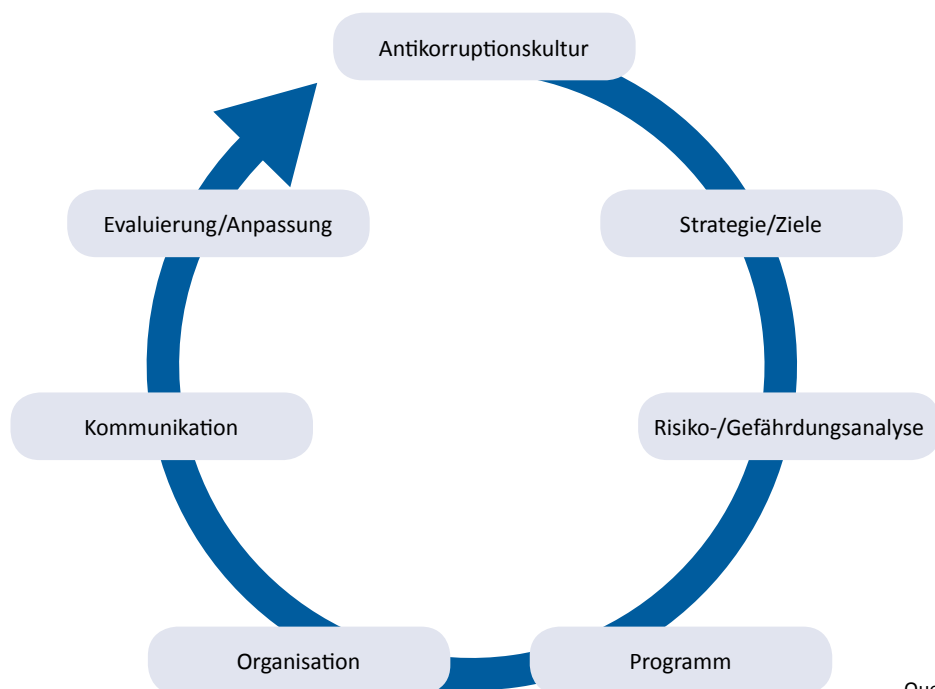 Antikorruptionskultur
Strategie/Ziele
Risiko-/Gefährdungsanalyse
Programm
Organisation
Kommunikation
Evaluierung/Anpassung